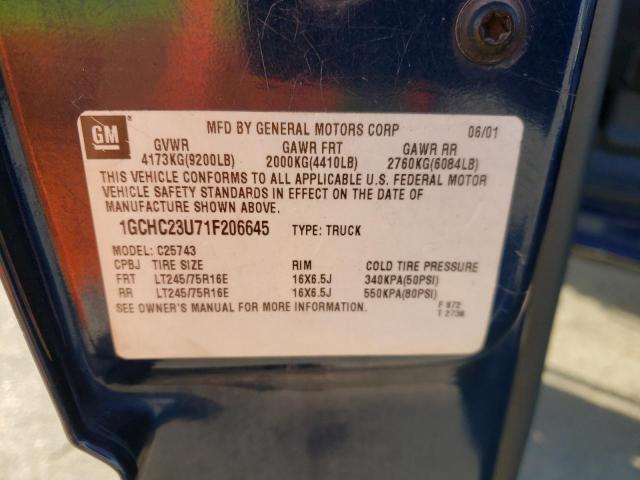 GM
MFD BY GENERAL MOTORS CORP 06/01
GVWR GAWR FRT GAWR RR
4173KG(9200LB) 2000KG(4410LB) 2760KG(6084LB)
THIS VEHICLE CONFORMS TO ALL APPLICABLE U.S. FEDERAL MOTOR
VEHICLE SAFETY STANDARDS IN EFFECT ON THE DATE OF
MANUFACTURE SHOWN ABOVE.
1GCHC23U71F206645 TYPE: TRUCK
MODEL: C25743
CPBJ TIRE SIZE RIM COLD TIRE PRESSURE
FRT LT245/75R16E 16X6.5J 340KPA(50PSI)
RR LT245/75R16E 16X6.5J 550KPA(80PSI)
SEE OWNER'S MANUAL FOR MORE INFORMATION.
F 972
T 2736